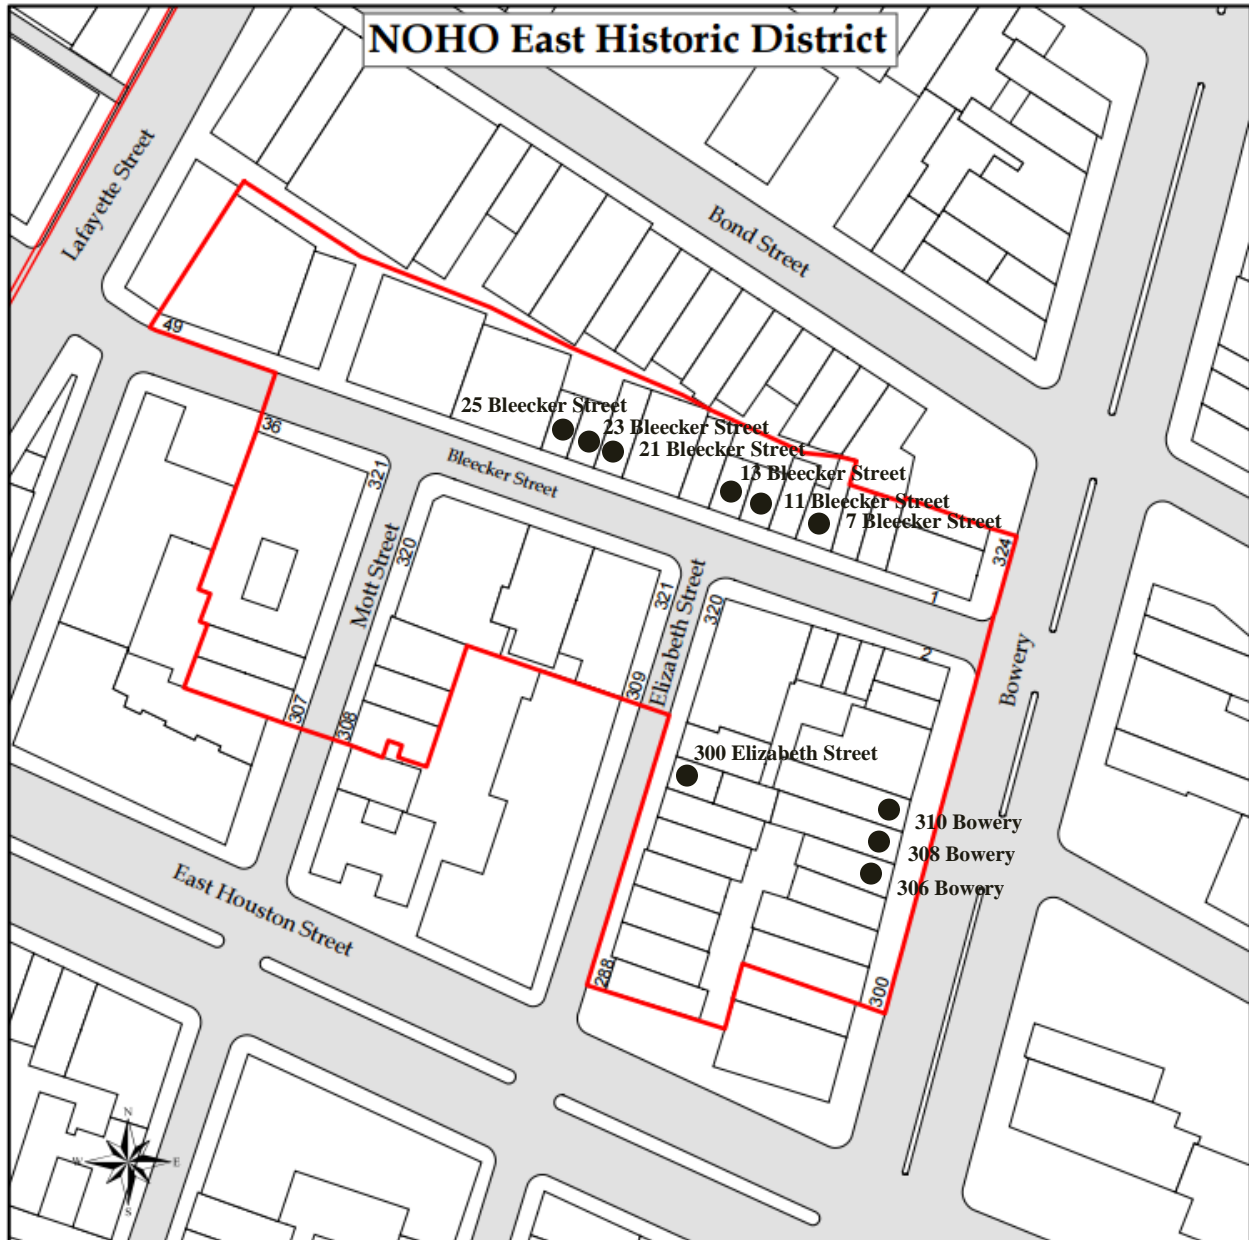 NOHO East Historic District
Lafayette Street
Bond Street
49
25 Bleecker Street
23 Bleecker Street
36
21 Bleecker Street
321
Bleecker Street
13 Bleecker Street
11 Bleecker Street
7 Bleecker Street
320
324
Mott Street
321
1
320
Elizabeth Street
2
Bowery
309
307
308
300 Elizabeth Street
310 Bowery
308 Bowery
306 Bowery
East Houston Street
288
300
N
W
E
S